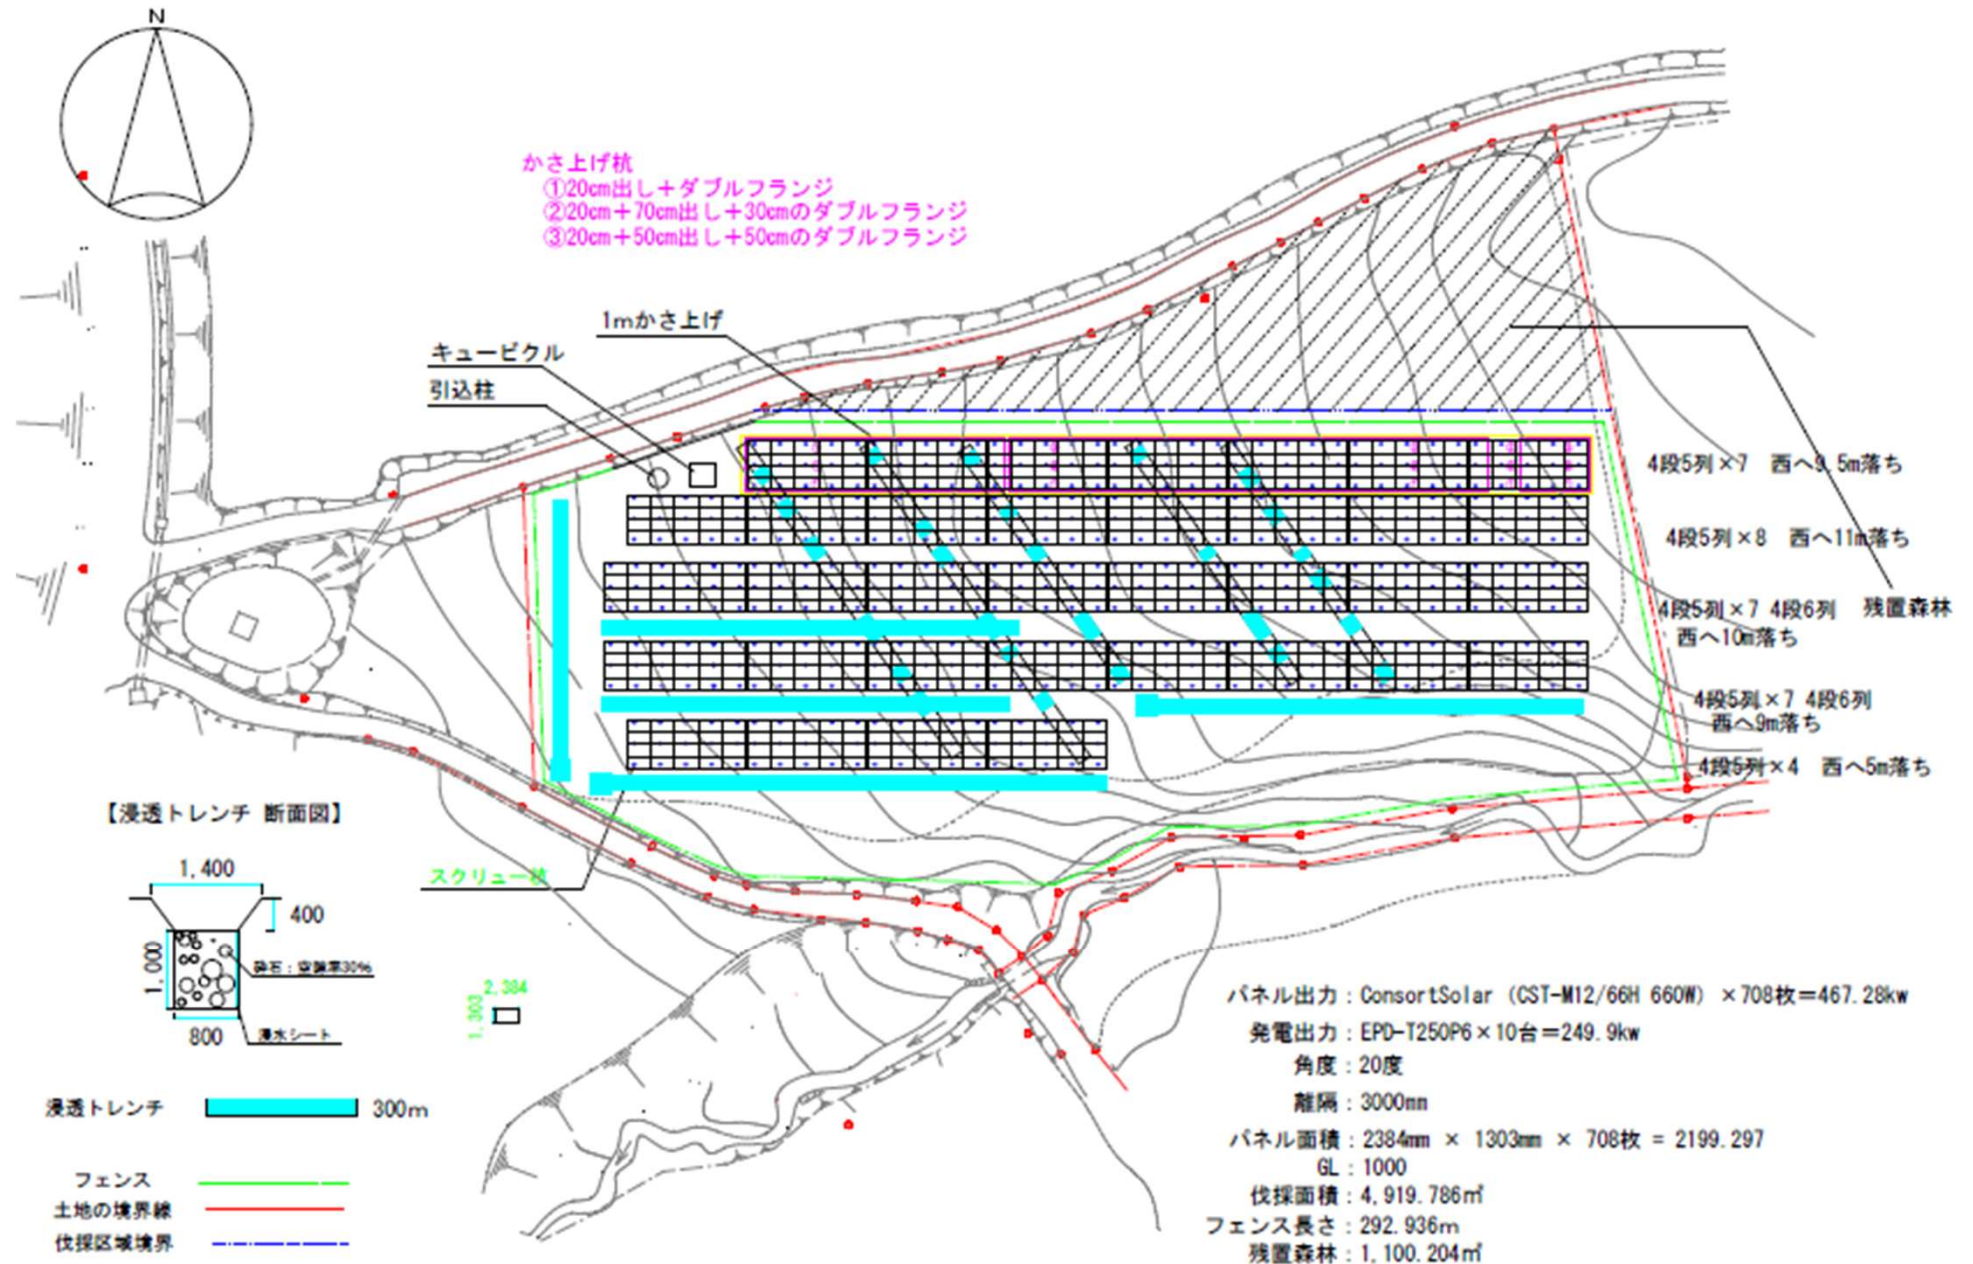 N
かさ上げ杭
①20cm出し＋ダブルフランジ
②20cm＋70cm出し＋30cmのダブルフランジ
③20cm＋50cm出し＋50cmのダブルフランジ
1mかさ上げ
キュービクル
引込柱
4段5列×7 西へ9.5m落ち
4段5列×8 西へ11m落ち
4段5列×7 4段6列
西へ10m落ち
残置森林
4段5列×7 4段6列
西へ9m落ち
4段5列×4 西へ5m落ち
【浸透トレンチ 断面図】
1,400
400
1,000
砕石：空隙率30%
800
透水シート
スクリュー杭
2,384
1,303
浸透トレンチ 300m
フェンス
土地の境界線
伐採区域境界
パネル出力：ConsortSolar (CST-M12/66H 660W) ×708枚＝467.28kw
発電出力：EPD-T250P6×10台＝249.9kw
角度：20度
離隔：3000mm
パネル面積：2384mm × 1303mm × 708枚 = 2199.297
GL：1000
伐採面積：4,919.786㎡
フェンス長さ：292.936m
残置森林：1,100.204㎡